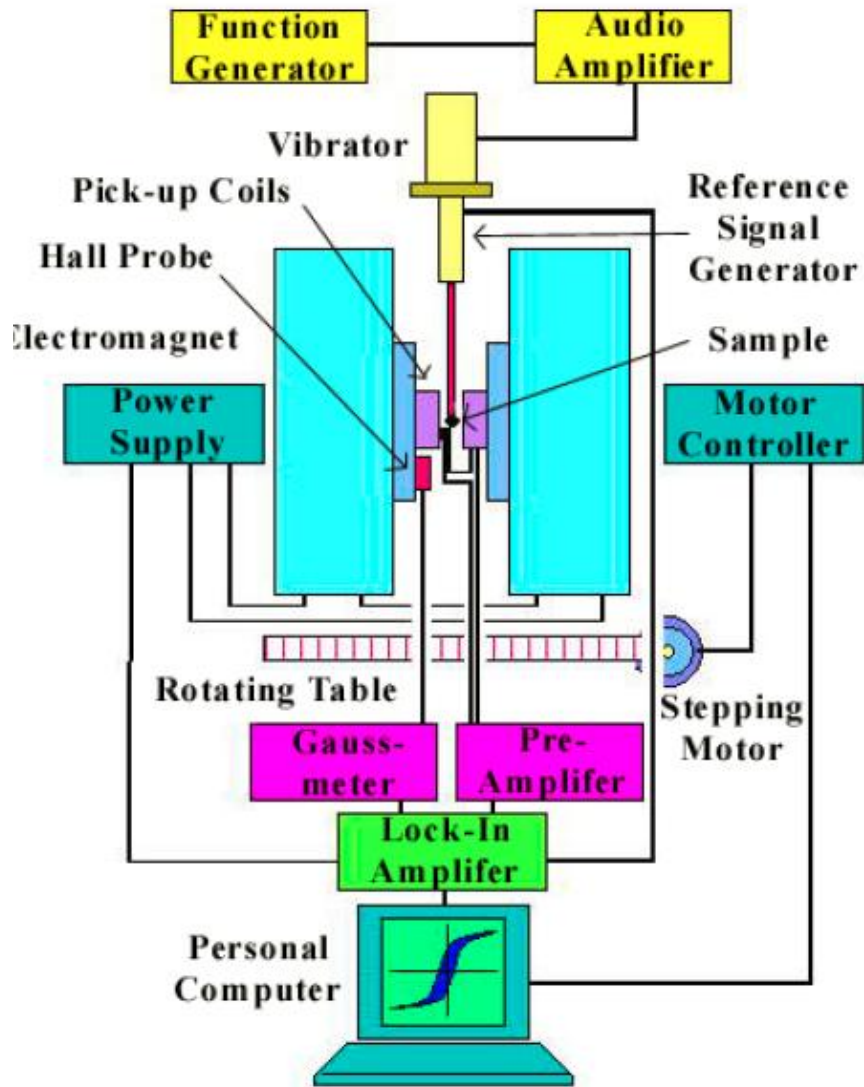 Function
Generator
Audio
Amplifier
Vibrator
Pick-up Coils
Reference
Signal
Generator
Hall Probe
Electromagnet
Sample
Power
Supply
Motor
Controller
Rotating Table
Stepping
Motor
Gauss-
meter
Pre-
Amplifer
Lock-In
Amplifer
Personal
Computer